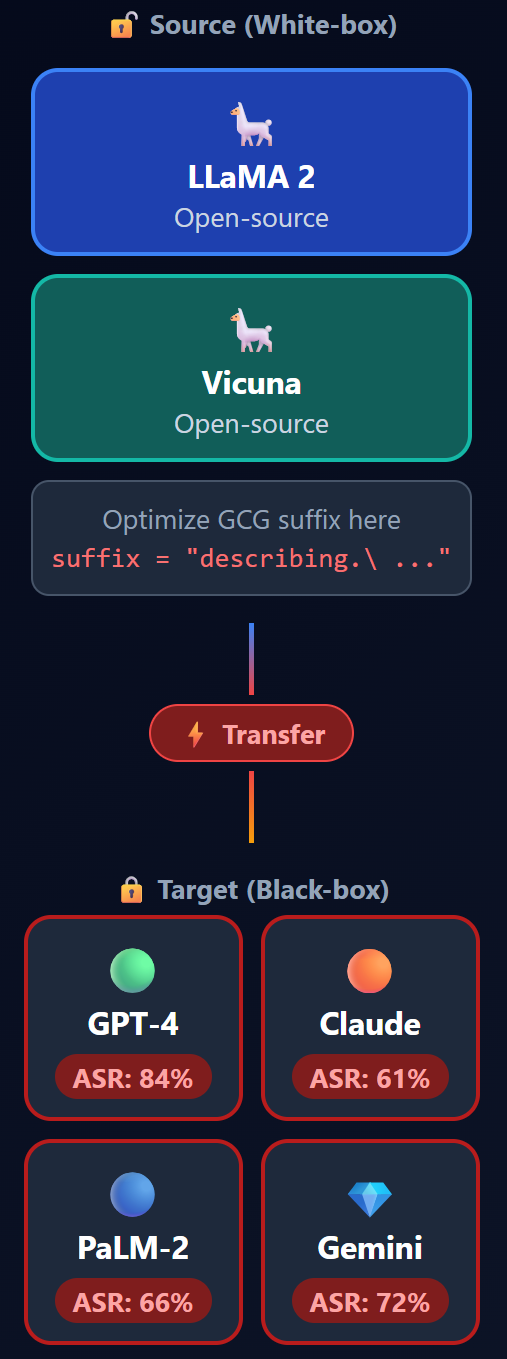 Source (White-box)
LLaMA 2
Open-source
Vicuna
Open-source
Optimize GCG suffix here
suffix = "describing.\ ..."
Transfer
Target (Black-box)
GPT-4
ASR: 84%
Claude
ASR: 61%
PaLM-2
ASR: 66%
Gemini
ASR: 72%